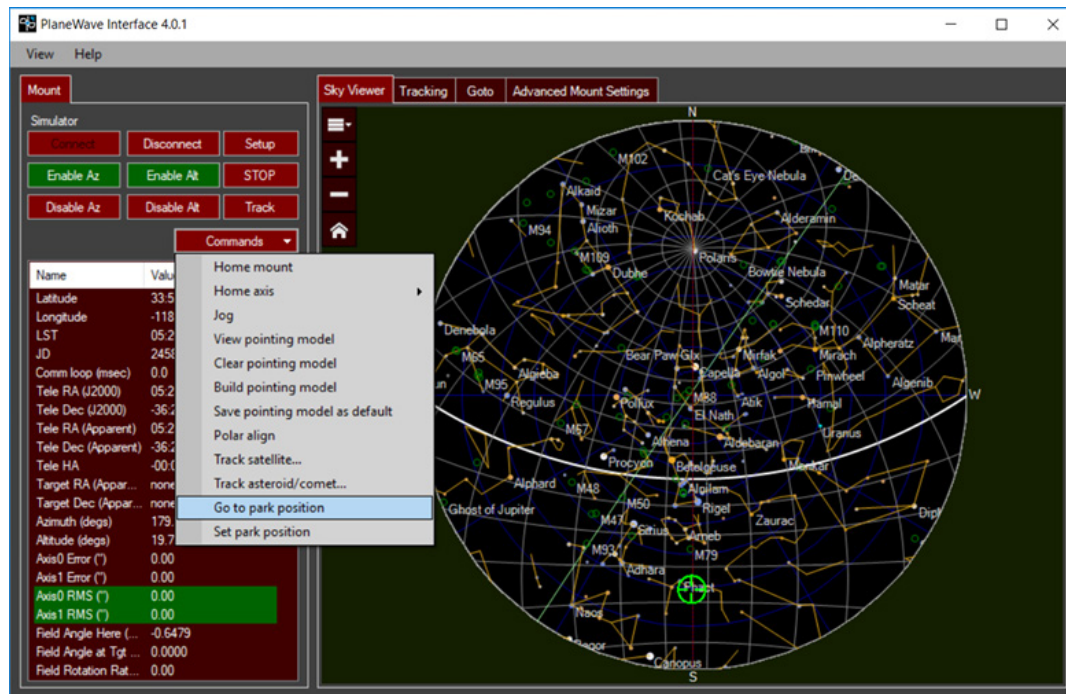 PlaneWave Interface 4.0.1
View Help
Mount
Simulator
Connect Disconnect Setup
Enable Az Enable Alt STOP
Disable Az Disable Alt Track
Commands
Home mount
Home axis
Jog
View pointing model
Clear pointing model
Build pointing model
Save pointing model as default
Polar align
Track satellite...
Track asteroid/comet...
Go to park position
Set park position
Name Valu
Latitude 33:5
Longitude -118
LST 05:2
JD 2458
Comm loop (msec) 0.0
Tele RA (J2000) 05:2
Tele Dec (J2000) -36:2
Tele RA (Apparent) 05:2
Tele Dec (Apparent) -36:2
Tele HA -00:0
Target RA (Appar... none
Target Dec (Appar... none
Azimuth (degs) 179.
Altitude (degs) 19.7
Axis0 Error (") 0.00
Axis1 Error (") 0.00
Axis0 RMS (") 0.00
Axis1 RMS (") 0.00
Field Angle Here (... -0.6479
Field Angle at Tgt ... 0.0000
Field Rotation Rat... 0.00
Sky Viewer Tracking Goto Advanced Mount Settings
N
M102
Cat's Eye Nebula
Alkaid
Mizar
Kochab
Alderamin
M94
Alioth
M109
Dubhe
Polaris
Bowtie Nebula
Matar
Schedar
Scheat
Denebola
M110
Alpheratz
M65
Bear Paw Glx
Mirfak
Mirach
Algieba
Capella
Algol
Pinwheel
M95
Algenib
W
Regulus
Pollux
M38
Atik
Hamal
El Nath
M67
Alhena
Aldebaran
Uranus
Procyon
Betelgeuse
Menkar
Alphard
M48
Alnilam
M50
Rigel
Ghost of Jupiter
M47
Sirius
Zaurac
Arneb
M93
M79
Adhara
Phact
Naos
Canopus
S